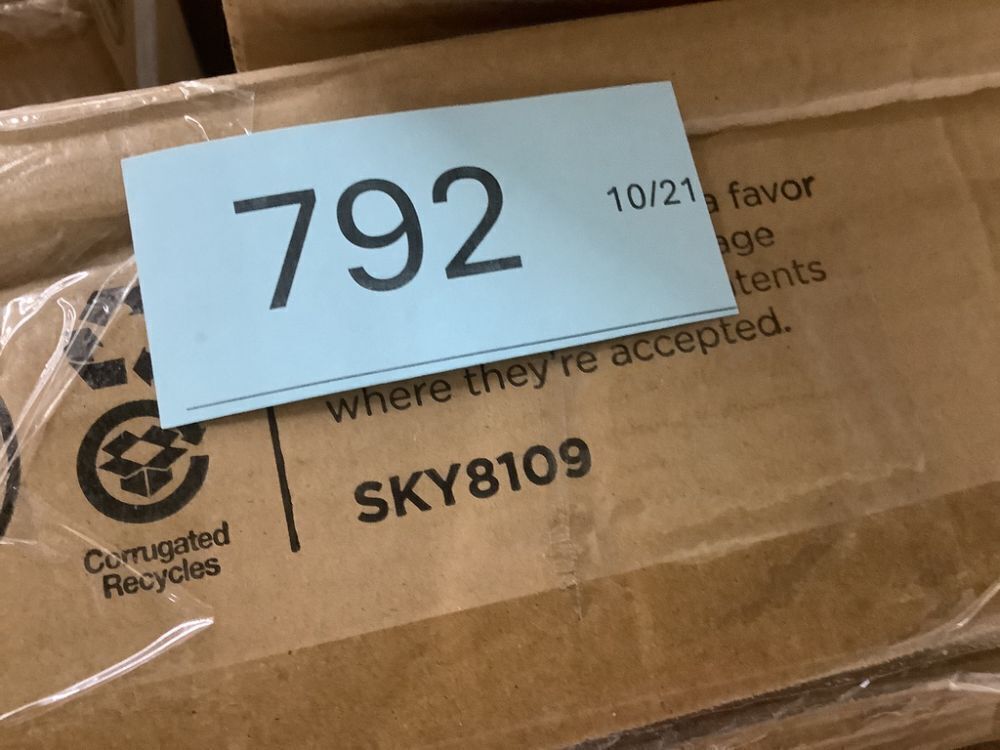 792
10/21
a favor
age
tents
where they're accepted.
SKY8109
Corrugated
Recycles